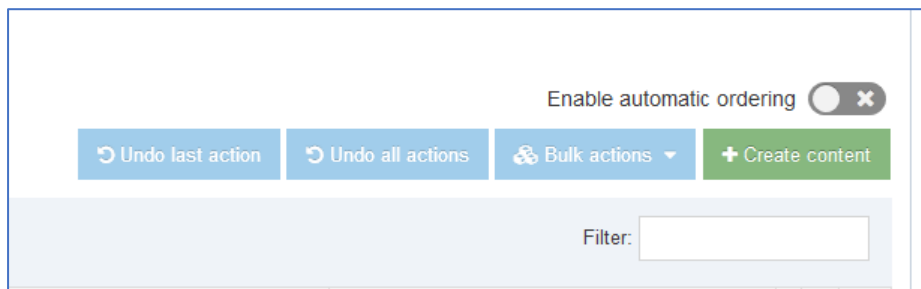 Enable automatic ordering
Undo last action Undo all actions Bulk actions Create content
Filter: